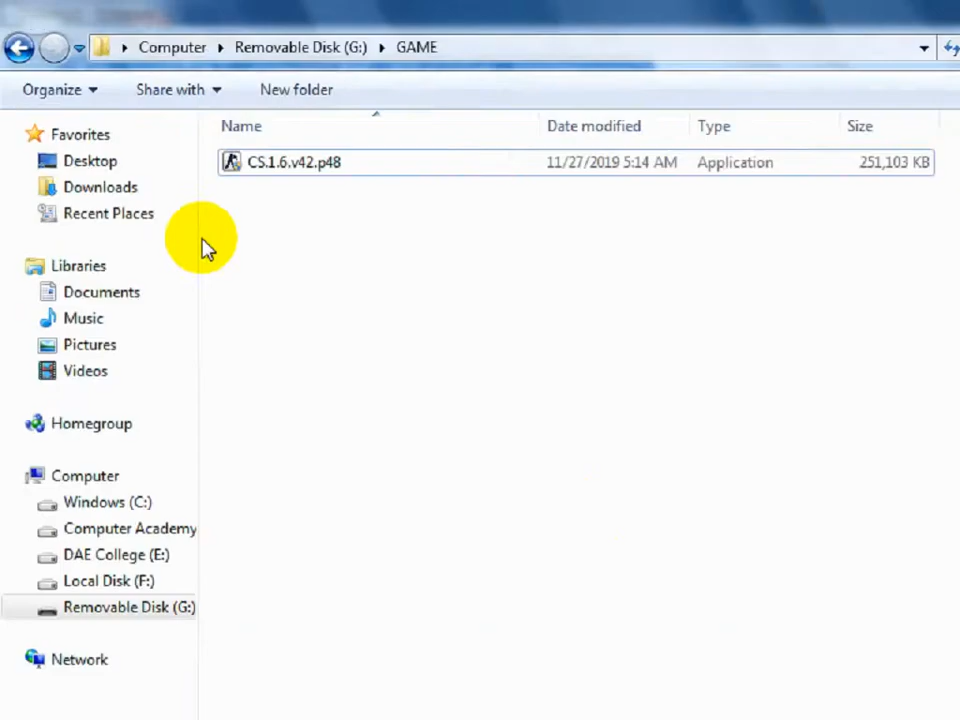 Computer Removable Disk (G:) GAME
Organize Share with New folder
Name Date modified Type Size
CS.1.6.v42.p48 11/27/2019 5:14 AM Application 251,103 KB
Favorites
Desktop
Downloads
Recent Places
Libraries
Documents
Music
Pictures
Videos
Homegroup
Computer
Windows (C:)
Computer Academy
DAE College (E:)
Local Disk (F:)
Removable Disk (G:)
Network